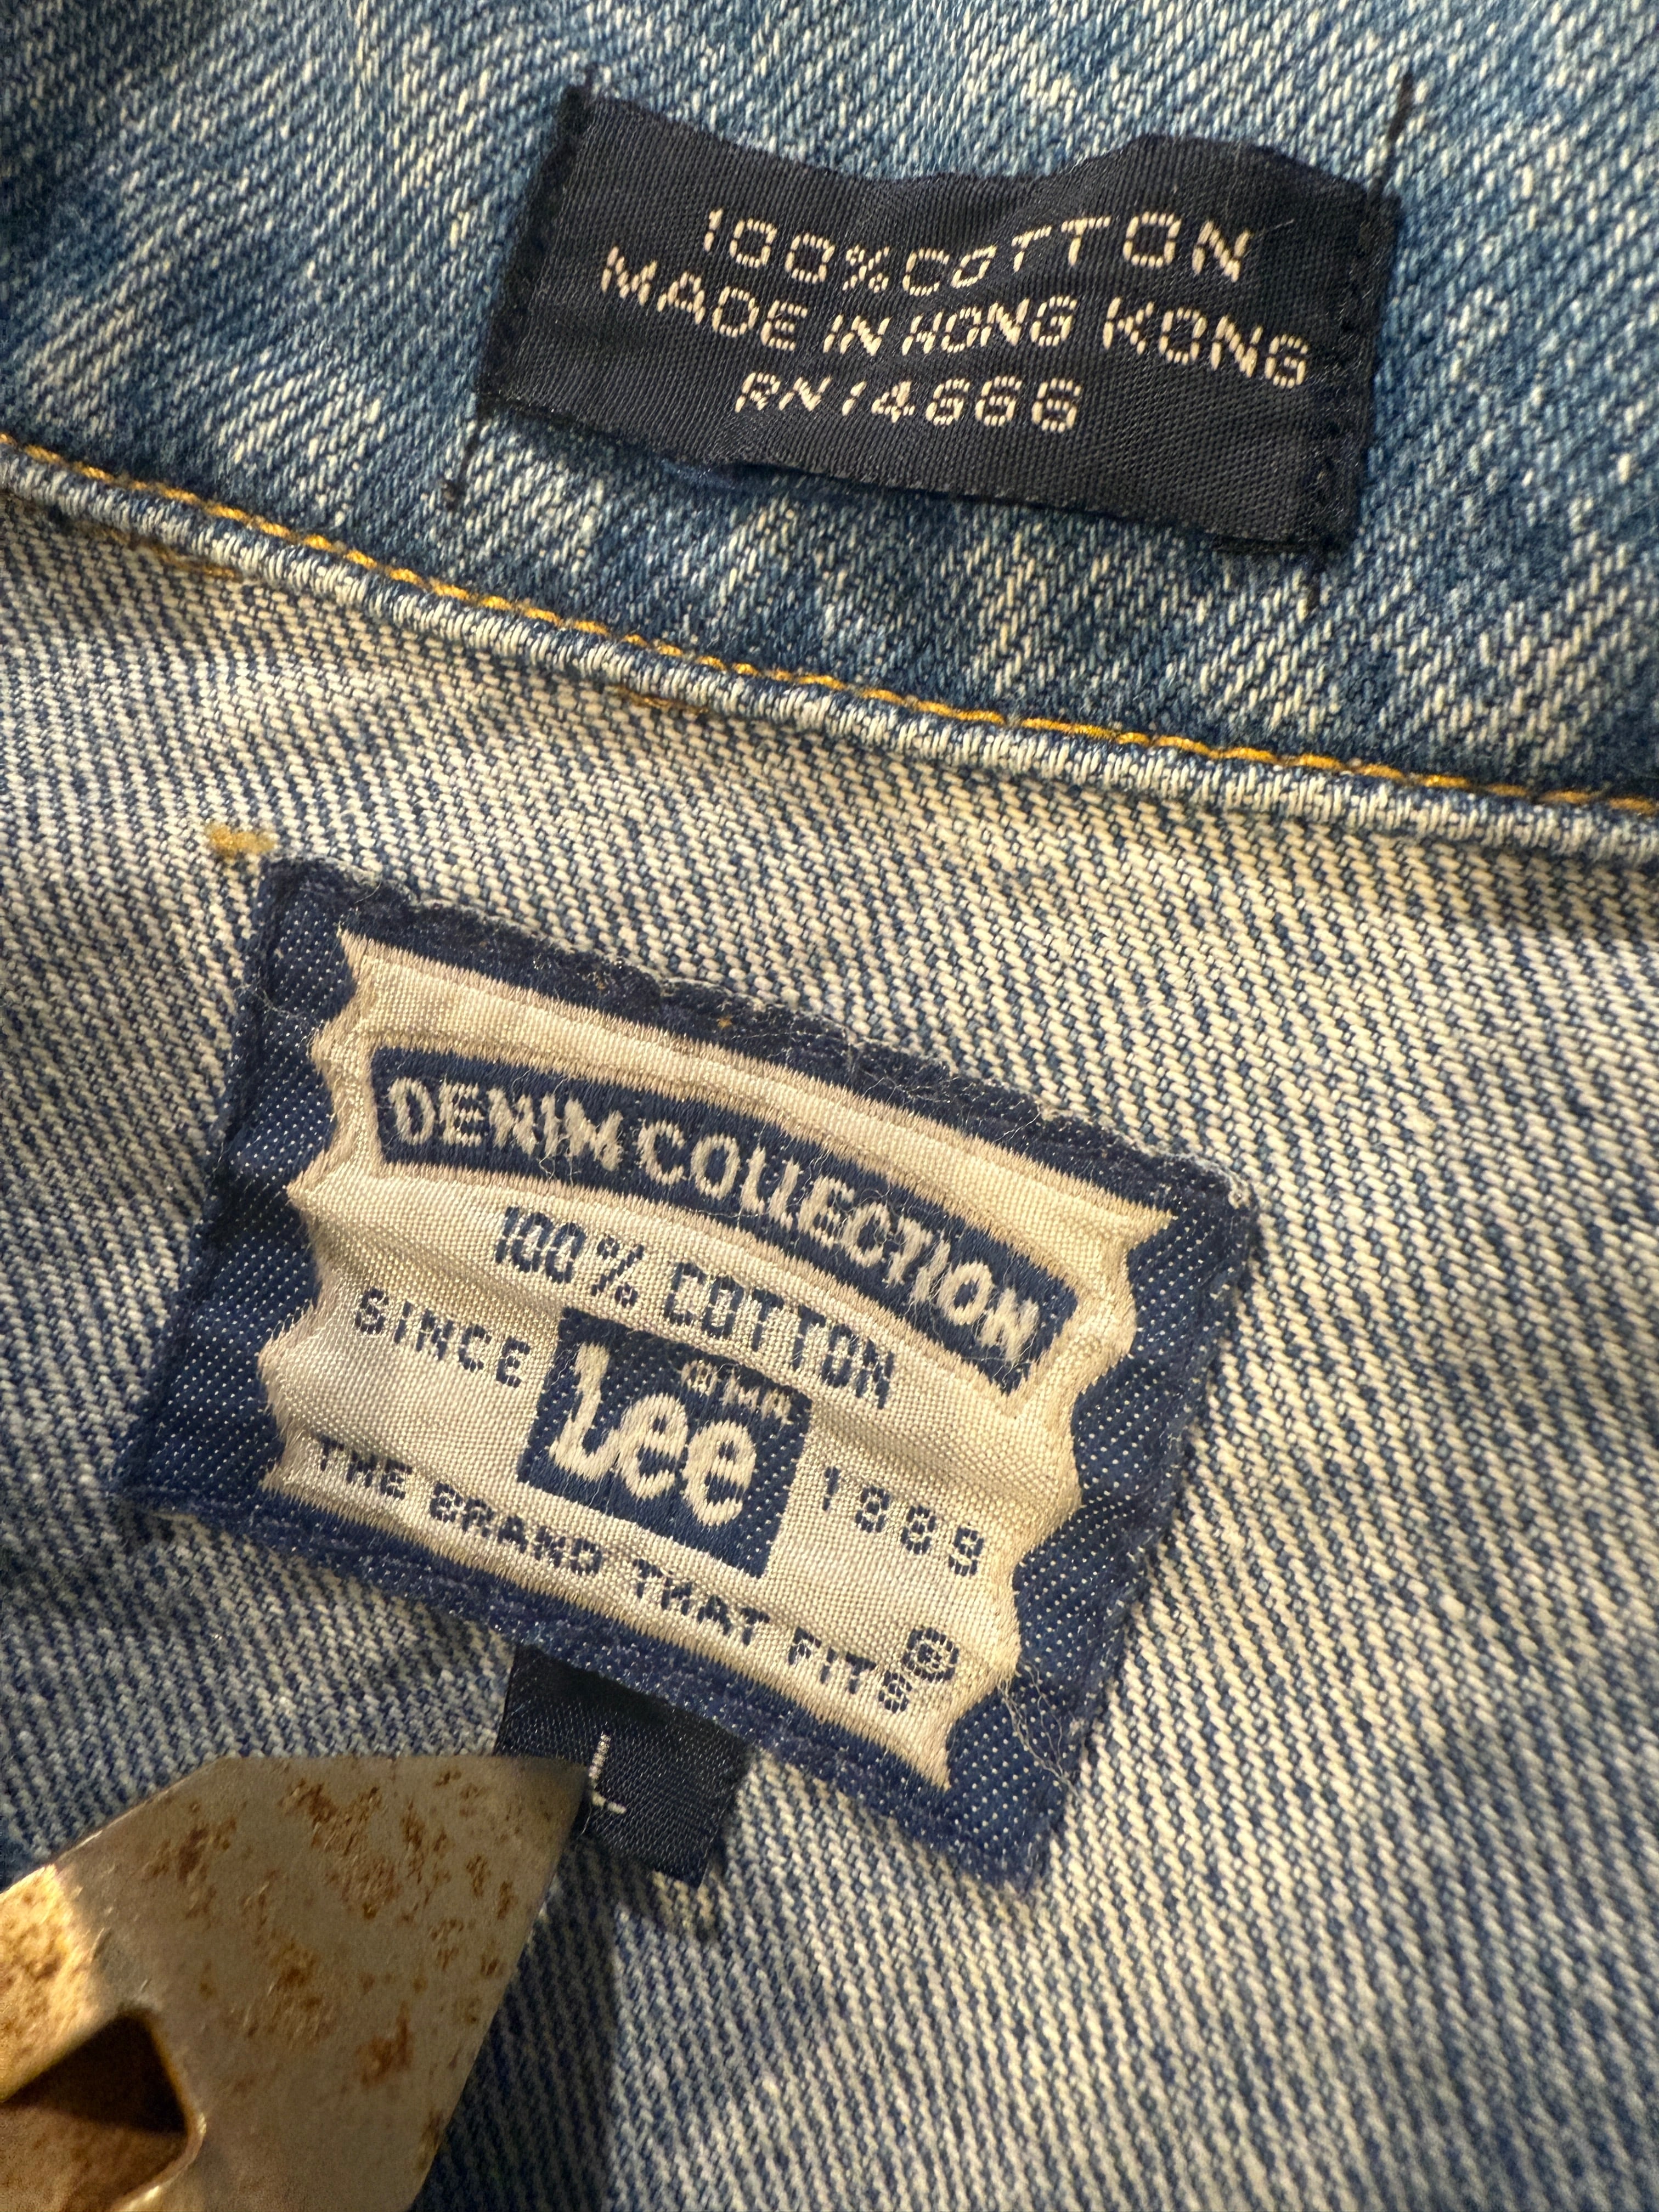 100% COTTON
MADE IN HONG KONG
RN 14666
DENIM COLLECTION
100% COTTON
SINCE Lee ® M.R. 1889
THE BRAND THAT FITS®
L